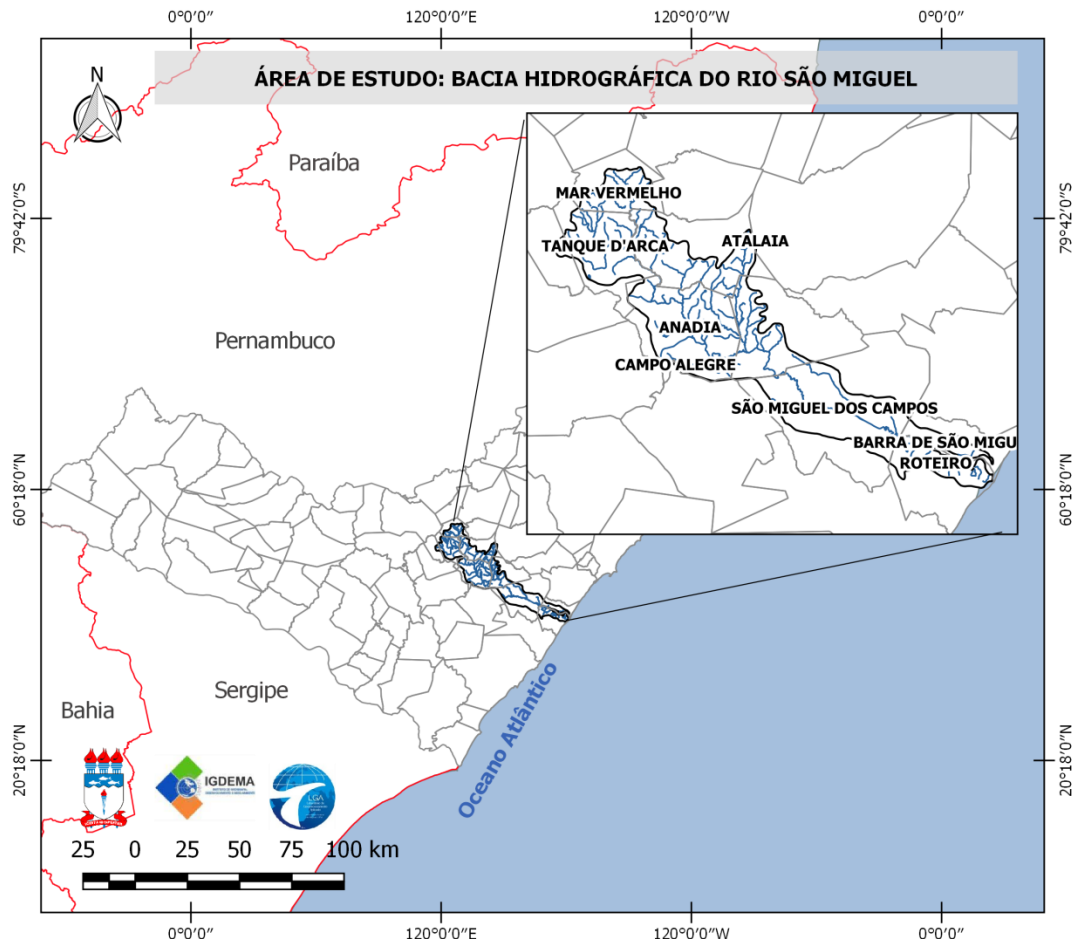 0°0′0″
120°0′0″E
120°0′0″W
0°0′0″
ÁREA DE ESTUDO: BACIA HIDROGRÁFICA DO RIO SÃO MIGUEL
N
Paraíba
79°42′0″S
79°42′0″S
MAR VERMELHO
TANQUE D'ARCA
ATALAIA
ANADIA
CAMPO ALEGRE
SÃO MIGUEL DOS CAMPOS
BARRA DE SÃO MIGU
ROTEIRO
Pernambuco
60°18′0″N
60°18′0″N
Sergipe
Bahia
Oceano Atlântico
20°18′0″N
20°18′0″N
IGDEMA
LGA
25 0 25 50 75 100 km
0°0′0″
120°0′0″E
120°0′0″W
0°0′0″